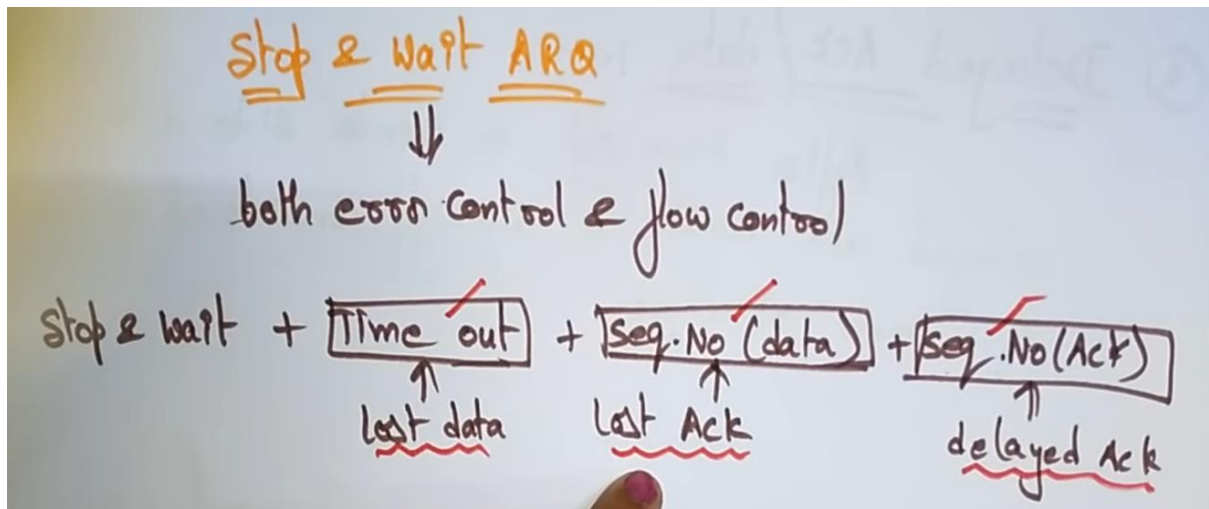 Stop & Wait ARQ
both error control & flow control
Stop & wait + Time out + Seq.No (data) + Seq.No (Ack)
lost data Lost Ack delayed Ack